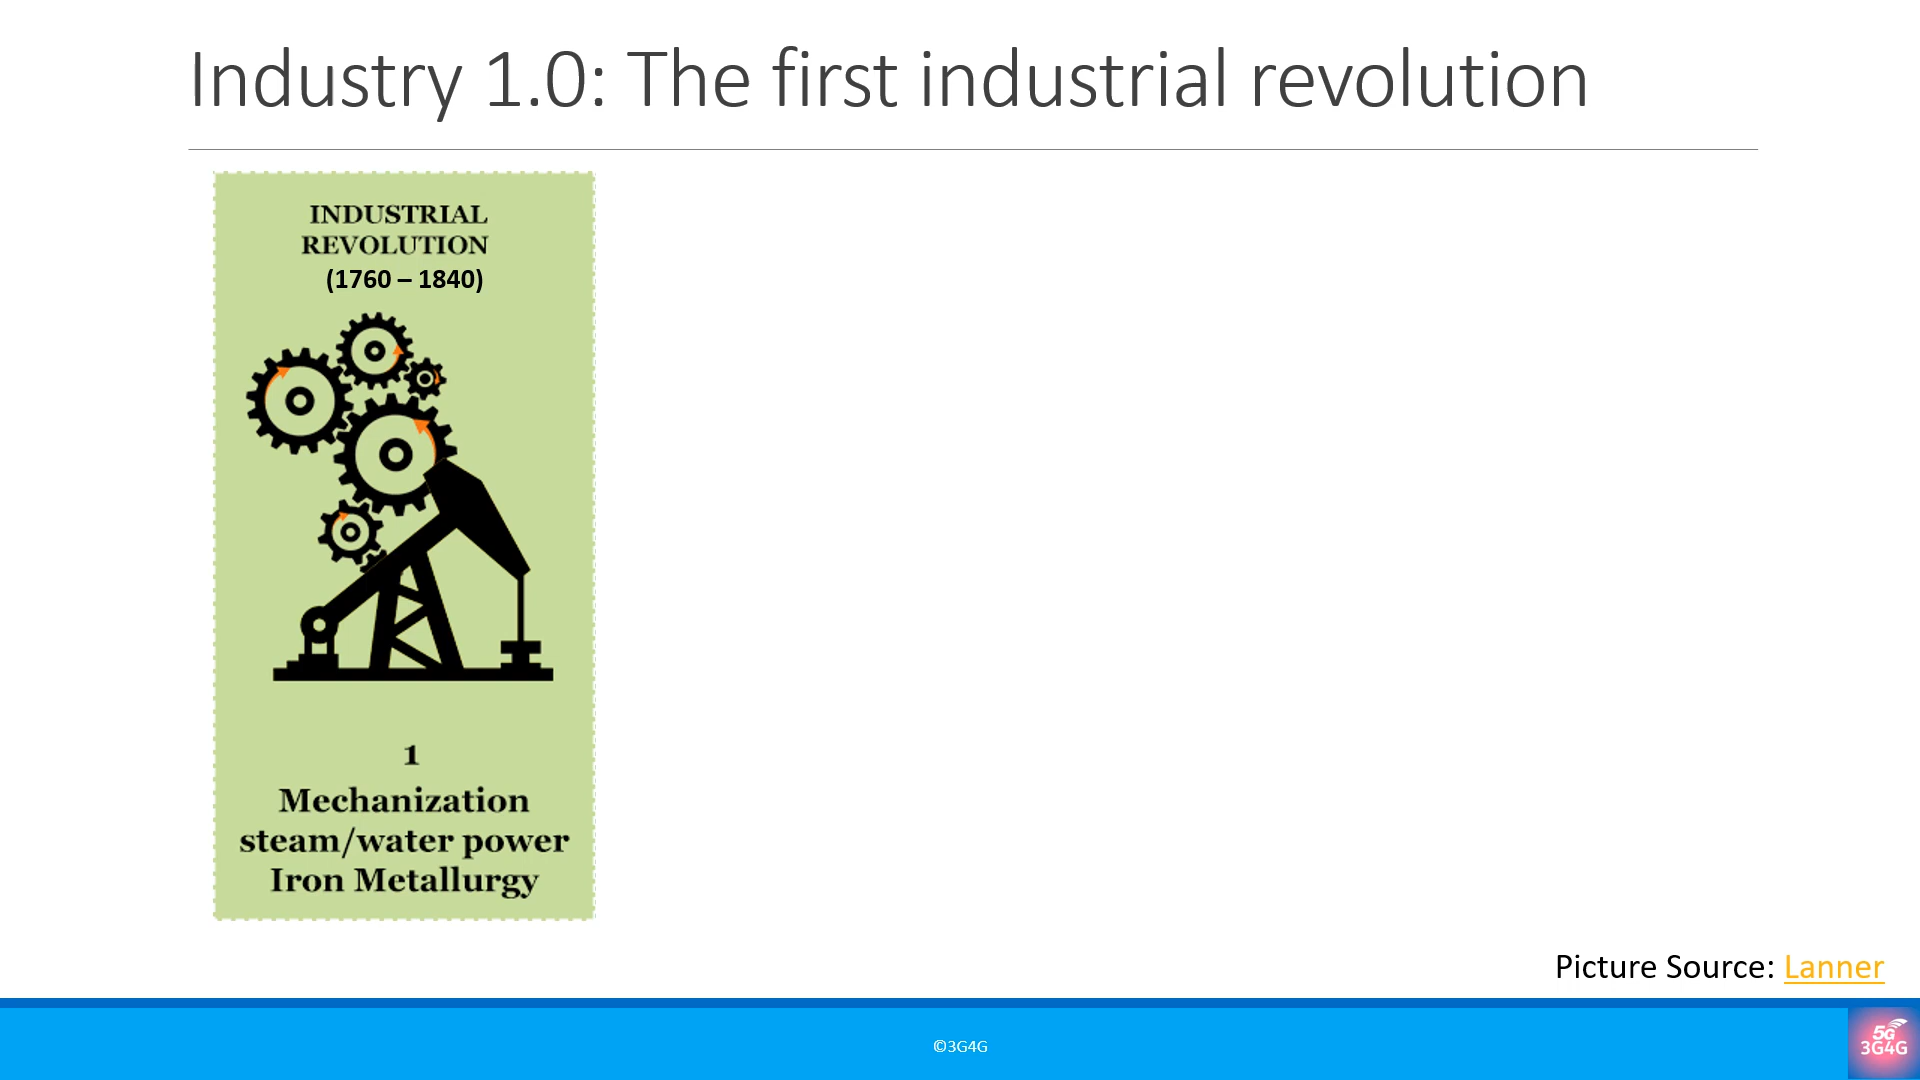 Industry 1.0: The first industrial revolution
INDUSTRIAL
REVOLUTION
(1760 – 1840)
1
Mechanization
steam/water power
Iron Metallurgy
Picture Source: Lanner
©3G4G
5G
3G4G